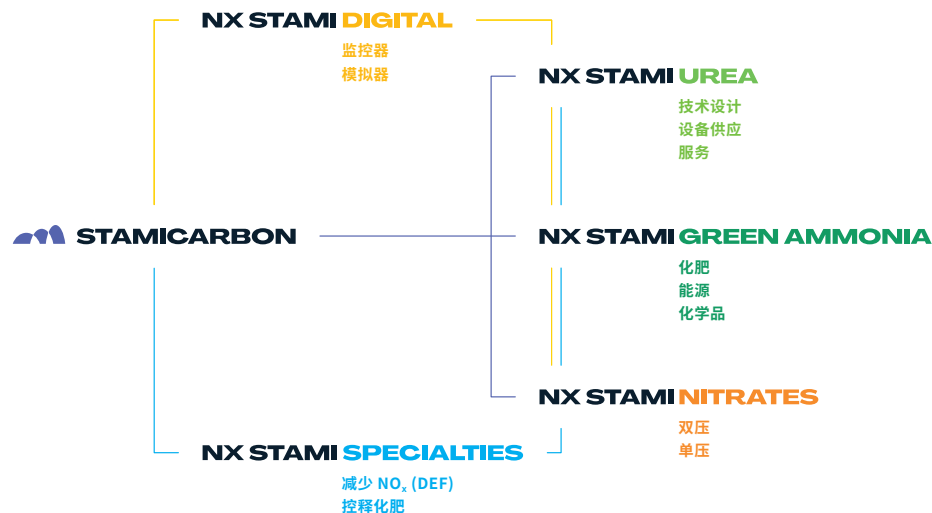 NX STAMI DIGITAL
监控器
模拟器
NX STAMI UREA
技术设计
设备供应
服务
STAMICARBON
NX STAMI GREEN AMMONIA
化肥
能源
化学品
NX STAMI NITRATES
双压
单压
NX STAMI SPECIALTIES
减少 NOₓ (DEF)
控释化肥